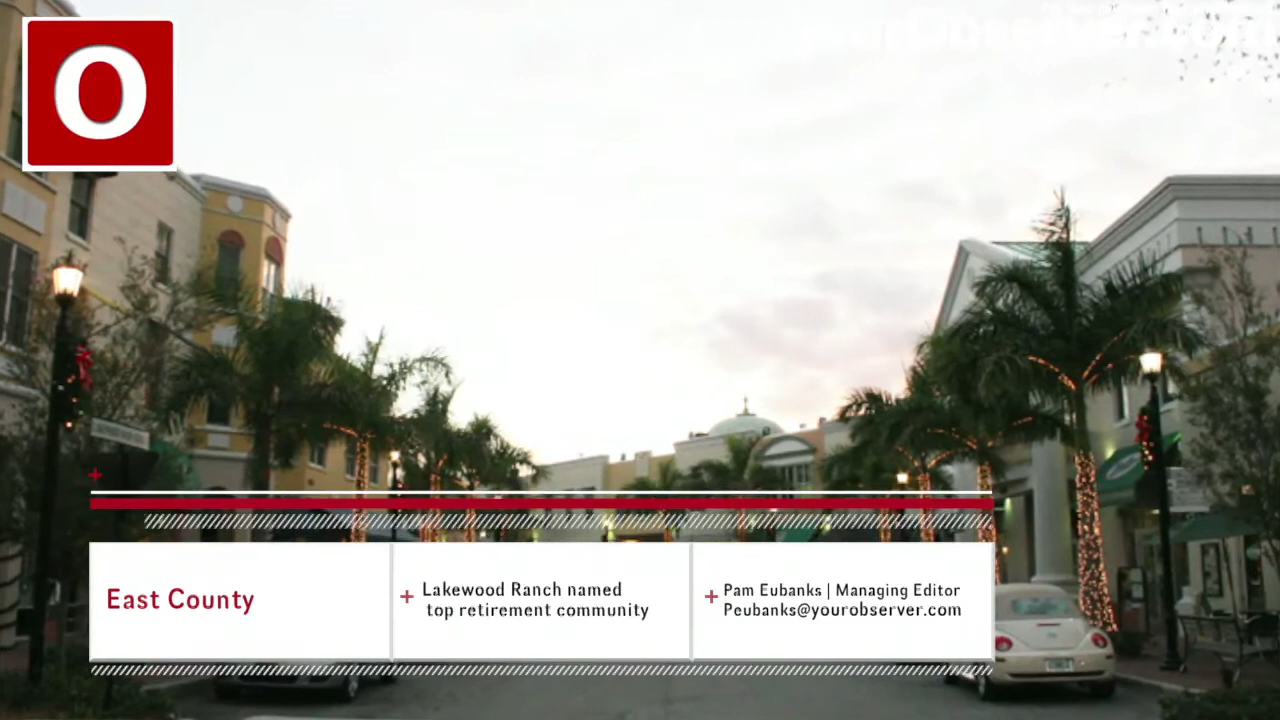 O
East County
+ Lakewood Ranch named
top retirement community
+ Pam Eubanks | Managing Editor
Peubanks@yourobserver.com